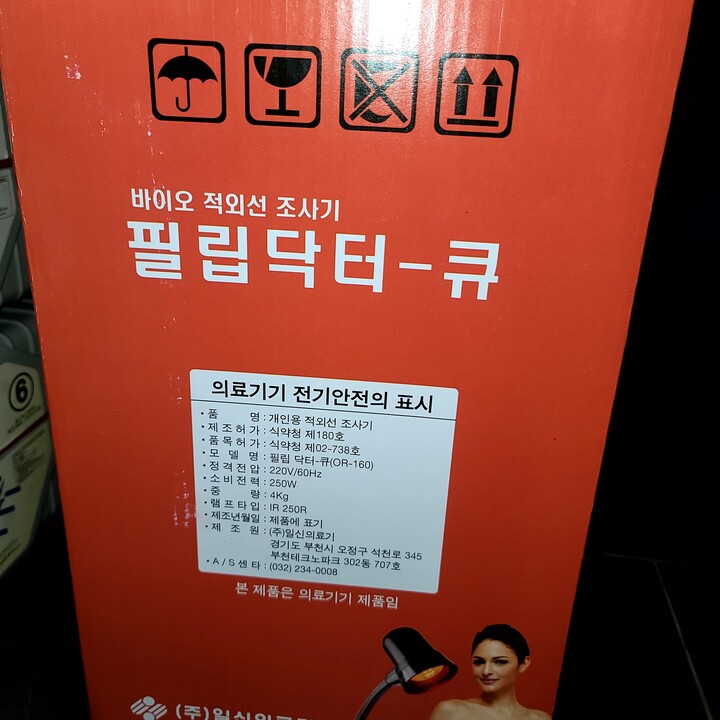 바이오 적외선 조사기
필립닥터-큐
6
의료기기 전기안전의 표시
• 품 명 : 개인용 적외선 조사기
• 제 조 허 가 : 식약청 제180호
• 품 목 허 가 : 식약청 제02-738호
• 모 델 명 : 필립 닥터-큐(OR-160)
• 정 격 전 압 : 220V/60Hz
• 소 비 전 력 : 250W
• 중 량 : 4Kg
• 램 프 타 입 : IR 250R
• 제조년월일 : 제품에 표기
• 제 조 원 : (주)일신의료기
경기도 부천시 오정구 석천로 345
부천테크노파크 302동 707호
• A / S 센 타 : (032) 234-0008
본 제품은 의료기기 제품임
(주)일신의료